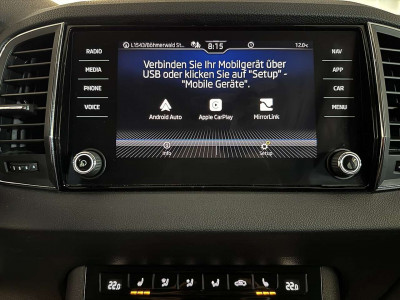 RADIO
MEDIA
PHONE
VOICE
L1543/Böhmerwald St...
8:15
12.0°C
Verbinden Sie Ihr Mobilgerät über
USB oder klicken Sie auf "Setup" -
"Mobile Geräte".
Android Auto
Apple CarPlay
MirrorLink
Info
Setup
NAV
APP
CAR
MENU
22.0
22.0